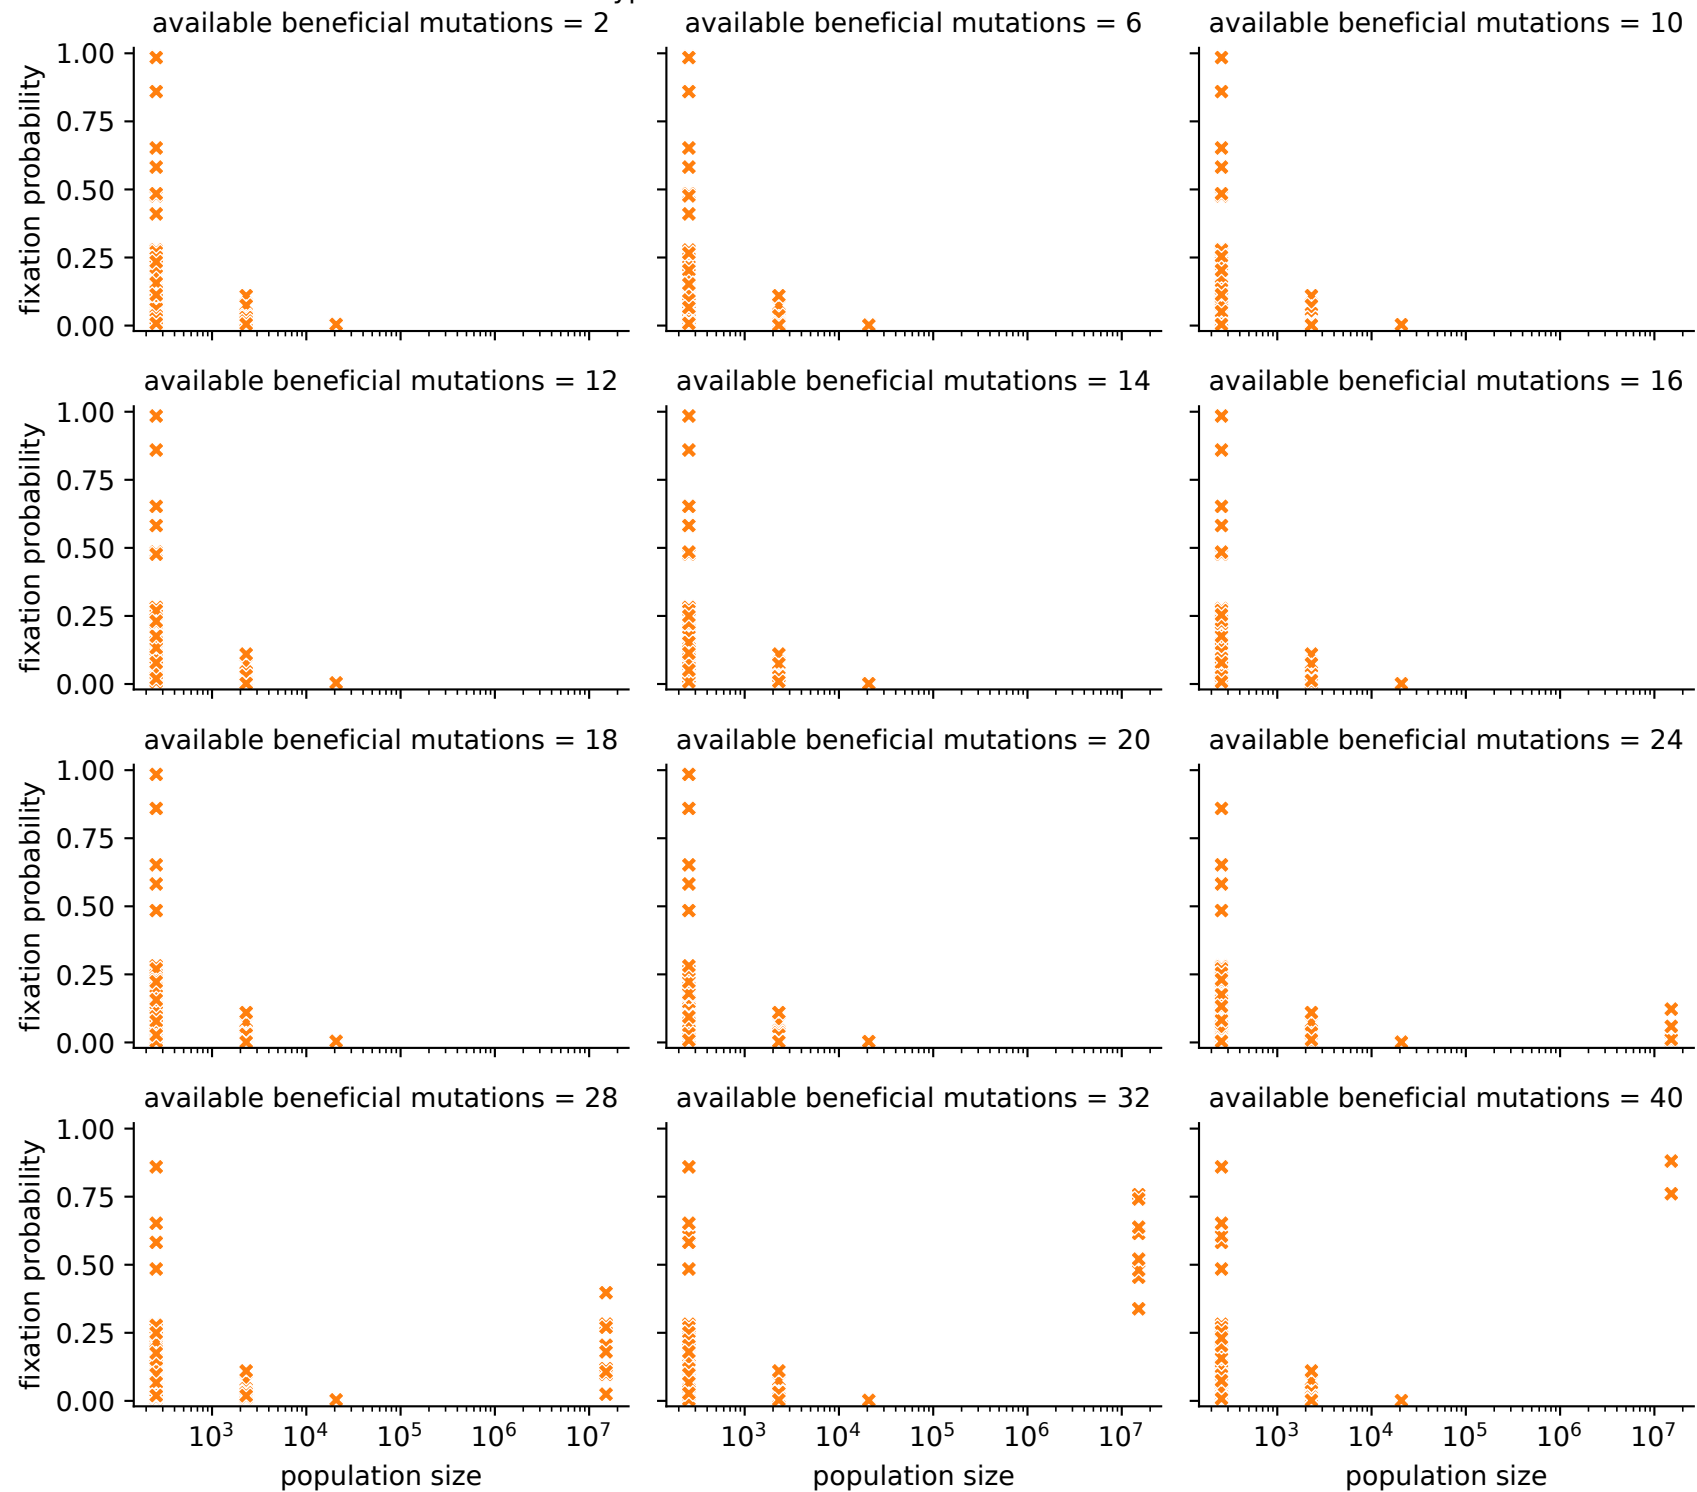 available beneficial mutations = 2
available beneficial mutations = 6
available beneficial mutations = 10
fixation probability
1.00
0.75
0.50
0.25
0.00
available beneficial mutations = 12
available beneficial mutations = 14
available beneficial mutations = 16
fixation probability
1.00
0.75
0.50
0.25
0.00
available beneficial mutations = 18
available beneficial mutations = 20
available beneficial mutations = 24
fixation probability
1.00
0.75
0.50
0.25
0.00
available beneficial mutations = 28
available beneficial mutations = 32
available beneficial mutations = 40
fixation probability
1.00
0.75
0.50
0.25
0.00
10³ 10⁴ 10⁵ 10⁶ 10⁷
10³ 10⁴ 10⁵ 10⁶ 10⁷
10³ 10⁴ 10⁵ 10⁶ 10⁷
population size
population size
population size